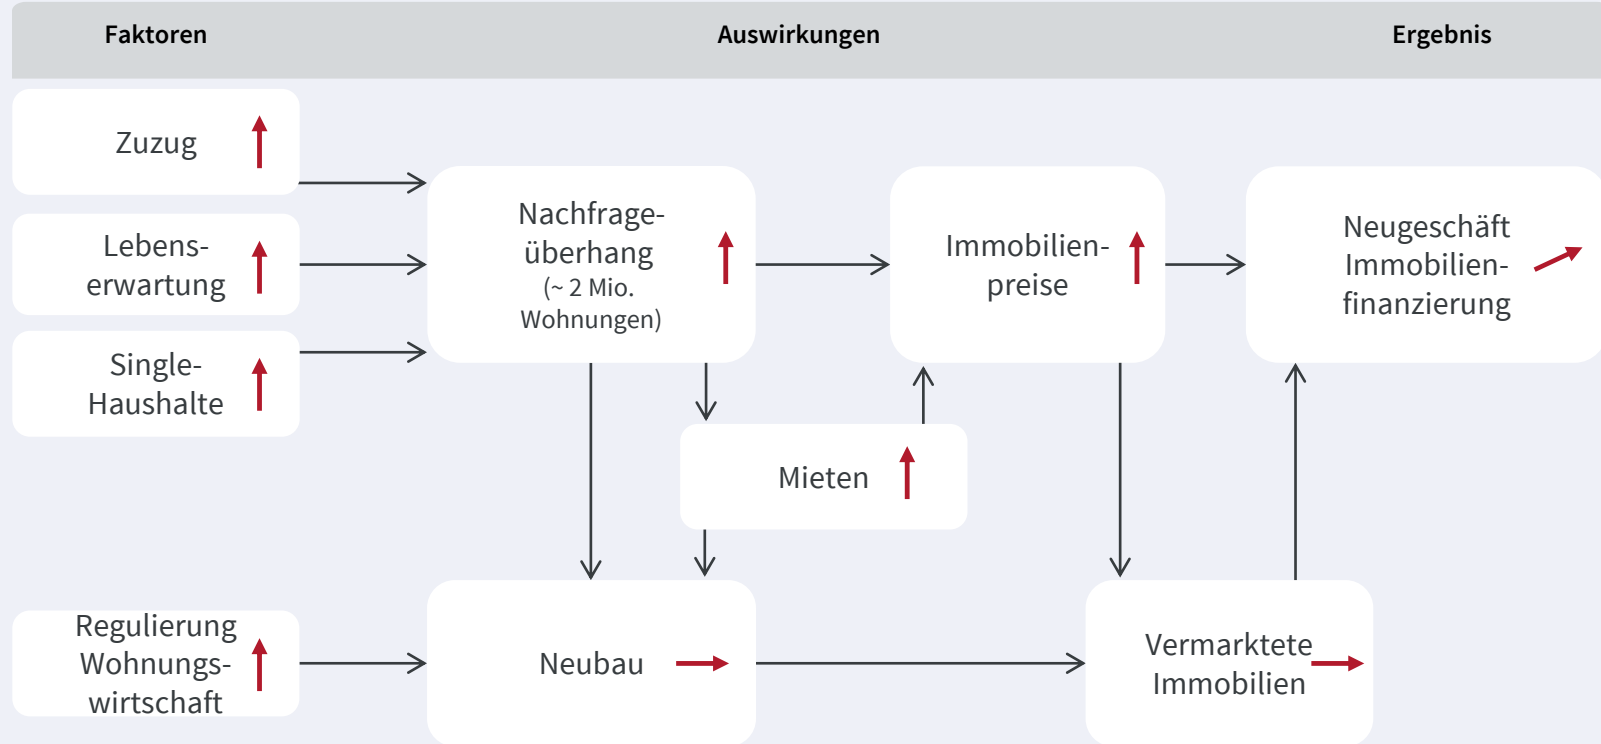 Faktoren
Auswirkungen
Ergebnis
Zuzug
Lebens-
erwartung
Single-
Haushalte
Nachfrage-
überhang
(~ 2 Mio.
Wohnungen)
Immobilien-
preise
Neugeschäft
Immobilien-
finanzierung
Mieten
Regulierung
Wohnungs-
wirtschaft
Neubau
Vermarktete
Immobilien